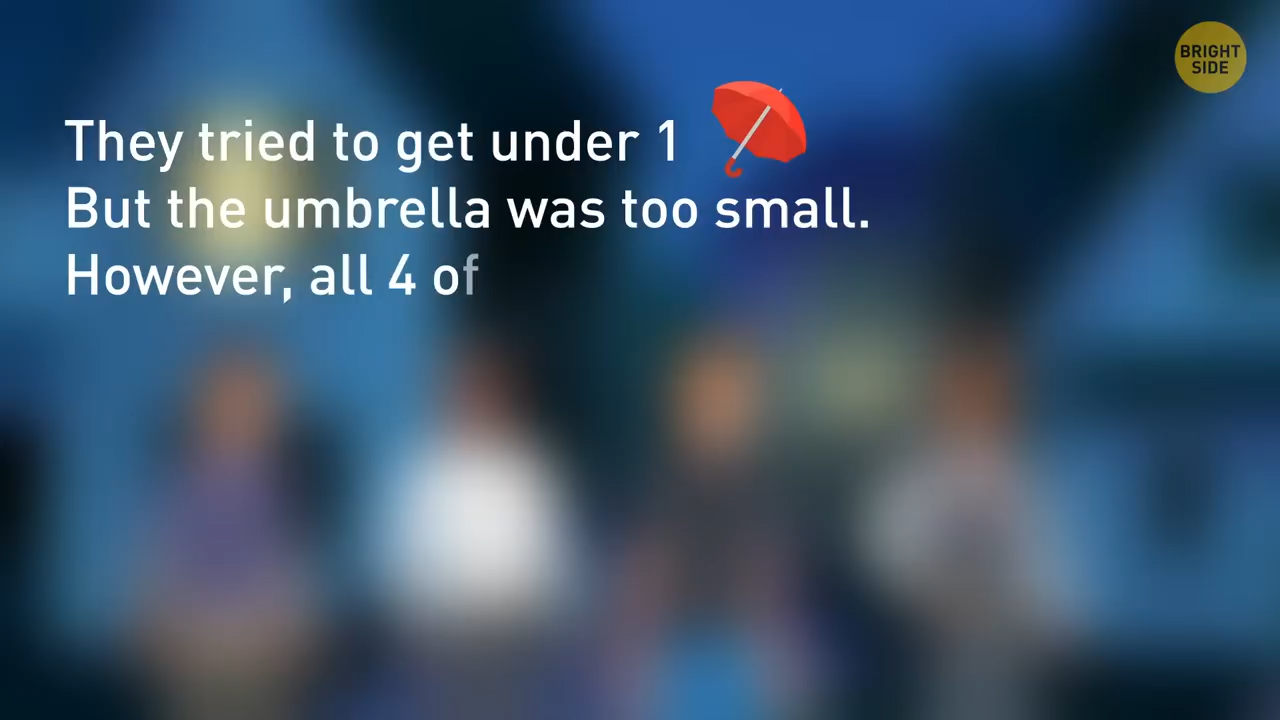 BRIGHT
SIDE
They tried to get under 1
But the umbrella was too small.
However, all 4 of